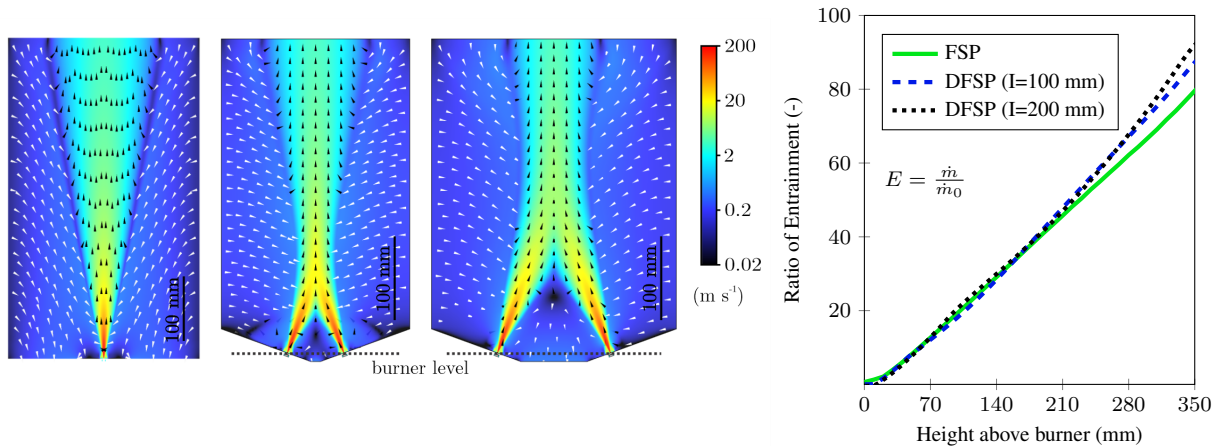 100 mm
100 mm
100 mm
burner level
200
20
2
0.2
0.02
(m s⁻¹)
Ratio of Entrainment (-)
100
80
60
40
20
FSP
DFSP (I=100 mm)
DFSP (I=200 mm)
E = ṁ/ṁ₀
0 70 140 210 280 350
Height above burner (mm)